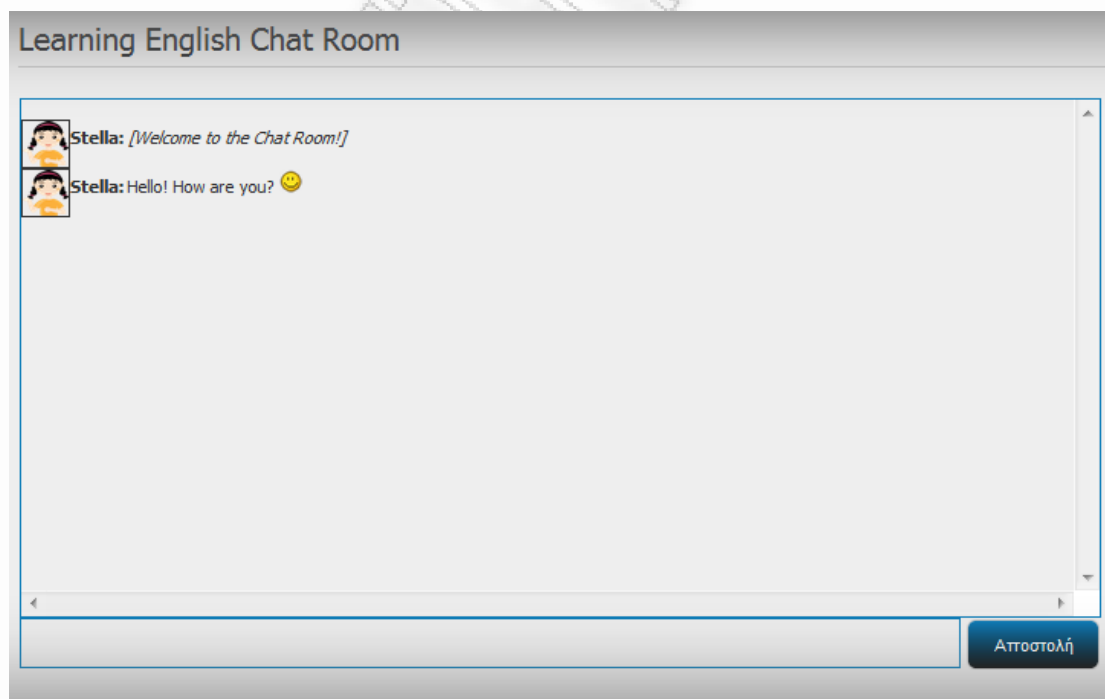 Learning English Chat Room
Stella: [Welcome to the Chat Room!]
Stella: Hello! How are you?
Αποστολή